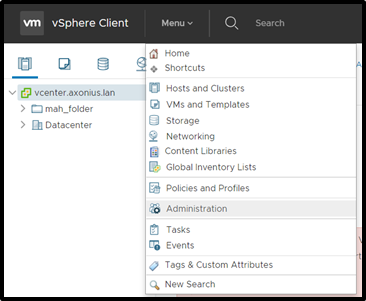 vm vSphere Client Menu Search
Home
Shortcuts
vcenter.axonius.lan
mah_folder
Datacenter
Hosts and Clusters
VMs and Templates
Storage
Networking
Content Libraries
Global Inventory Lists
Policies and Profiles
Administration
Tasks
Events
Tags & Custom Attributes
New Search